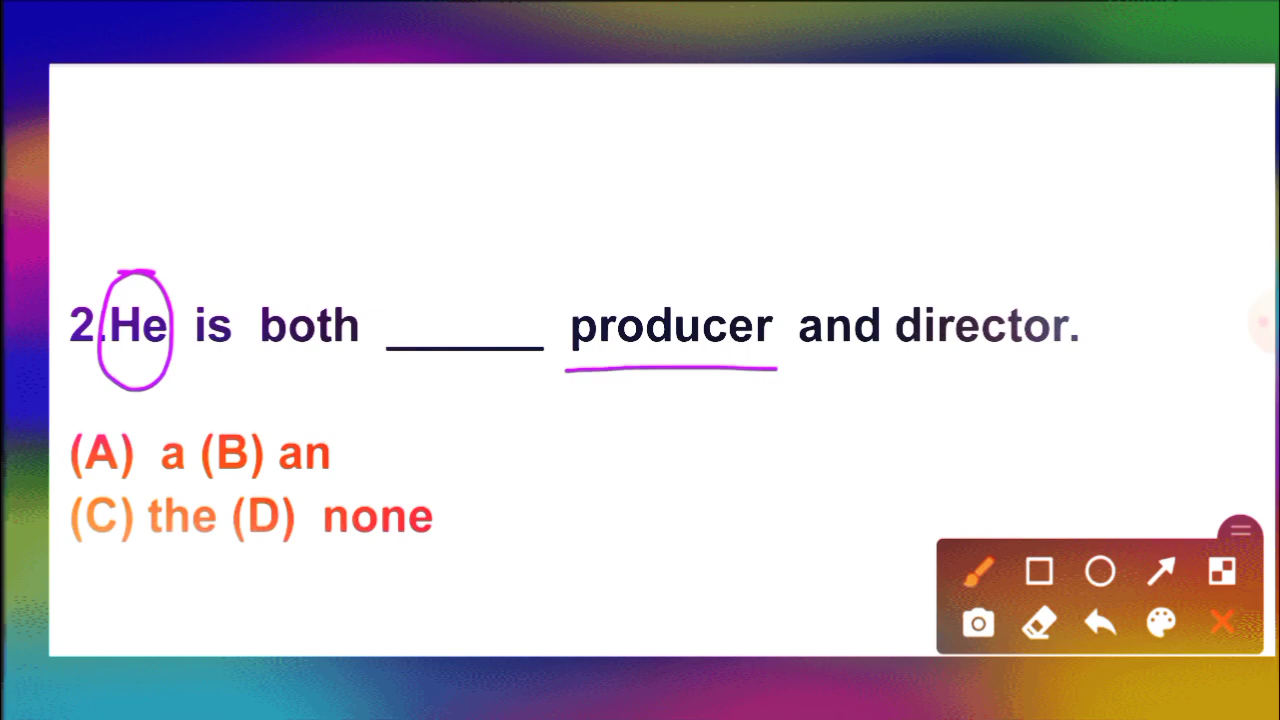 2.He is both ______ producer and director.
(A) a (B) an
(C) the (D) none